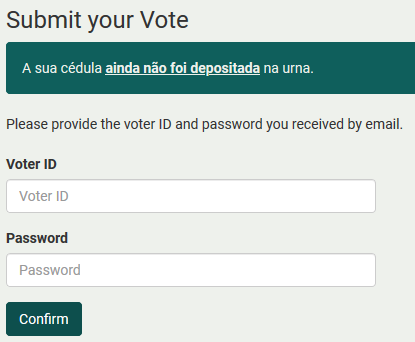 Submit your Vote
A sua cédula ainda não foi depositada na urna.
Please provide the voter ID and password you received by email.
Voter ID
Voter ID
Password
Password
Confirm